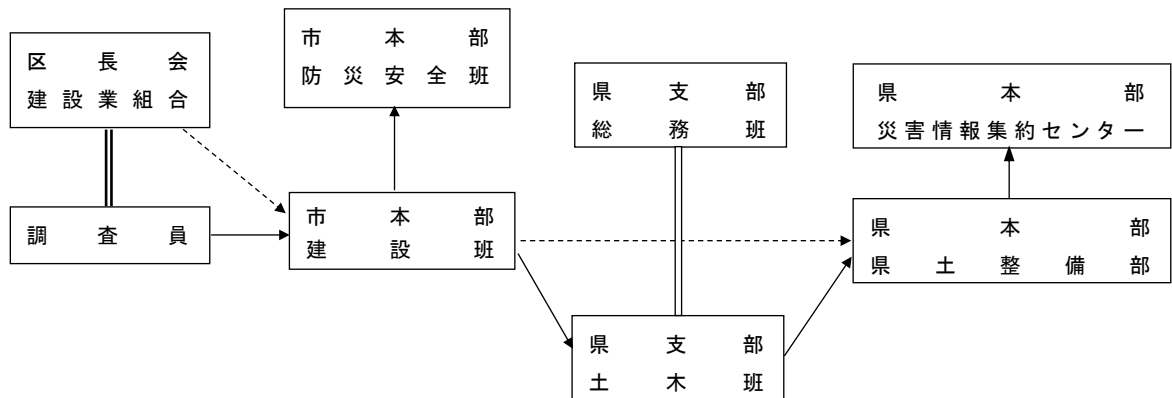 区長会
建設業組合
調査員
市本部
防災安全班
市本部
建設班
県支部
総務班
県支部
土木班
県本部
災害情報集約センター
県本部
県土整備部